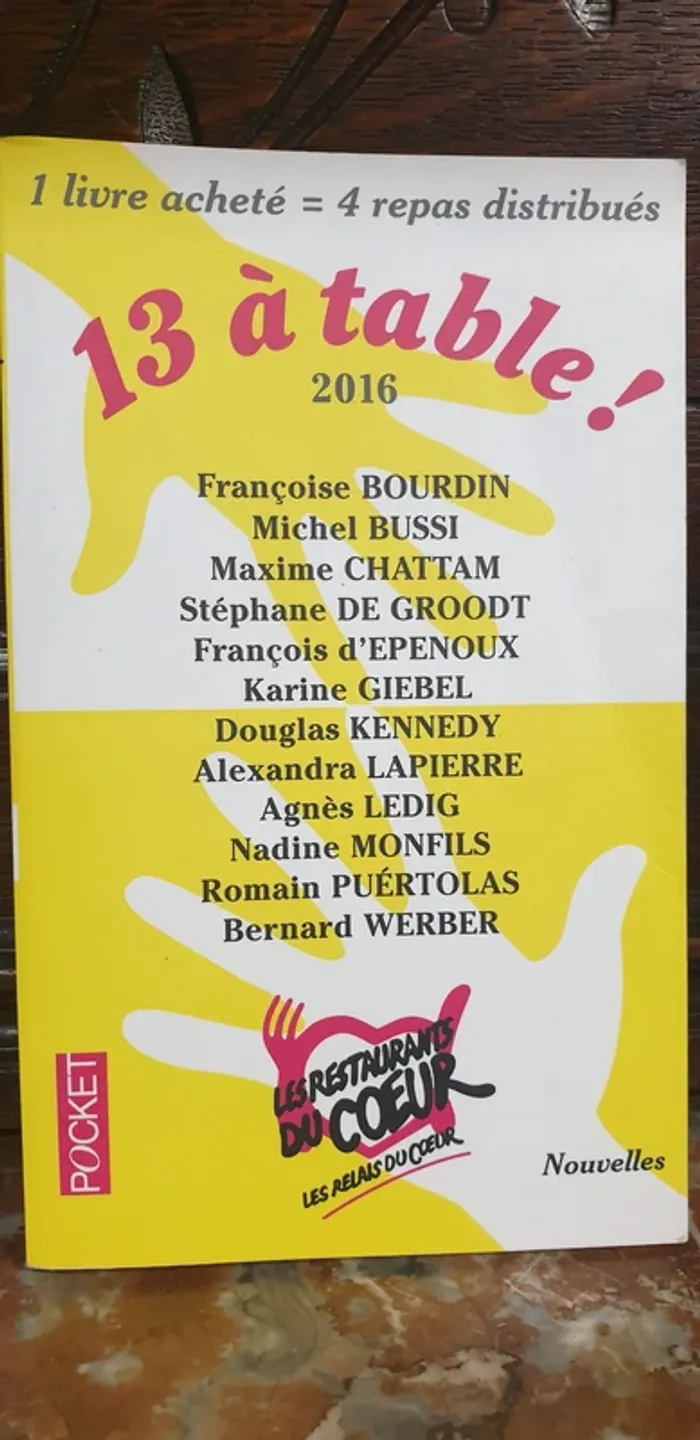 1 livre acheté = 4 repas distribués
13 à table !
2016
Françoise BOURDIN
Michel BUSSI
Maxime CHATTAM
Stéphane DE GROODT
François d'EPENOUX
Karine GIEBEL
Douglas KENNEDY
Alexandra LAPIERRE
Agnès LEDIG
Nadine MONFILS
Romain PUÉRTOLAS
Bernard WERBER
LES RESTAURANTS
DU CŒUR
LES RELAIS DU CŒUR
POCKET
Nouvelles